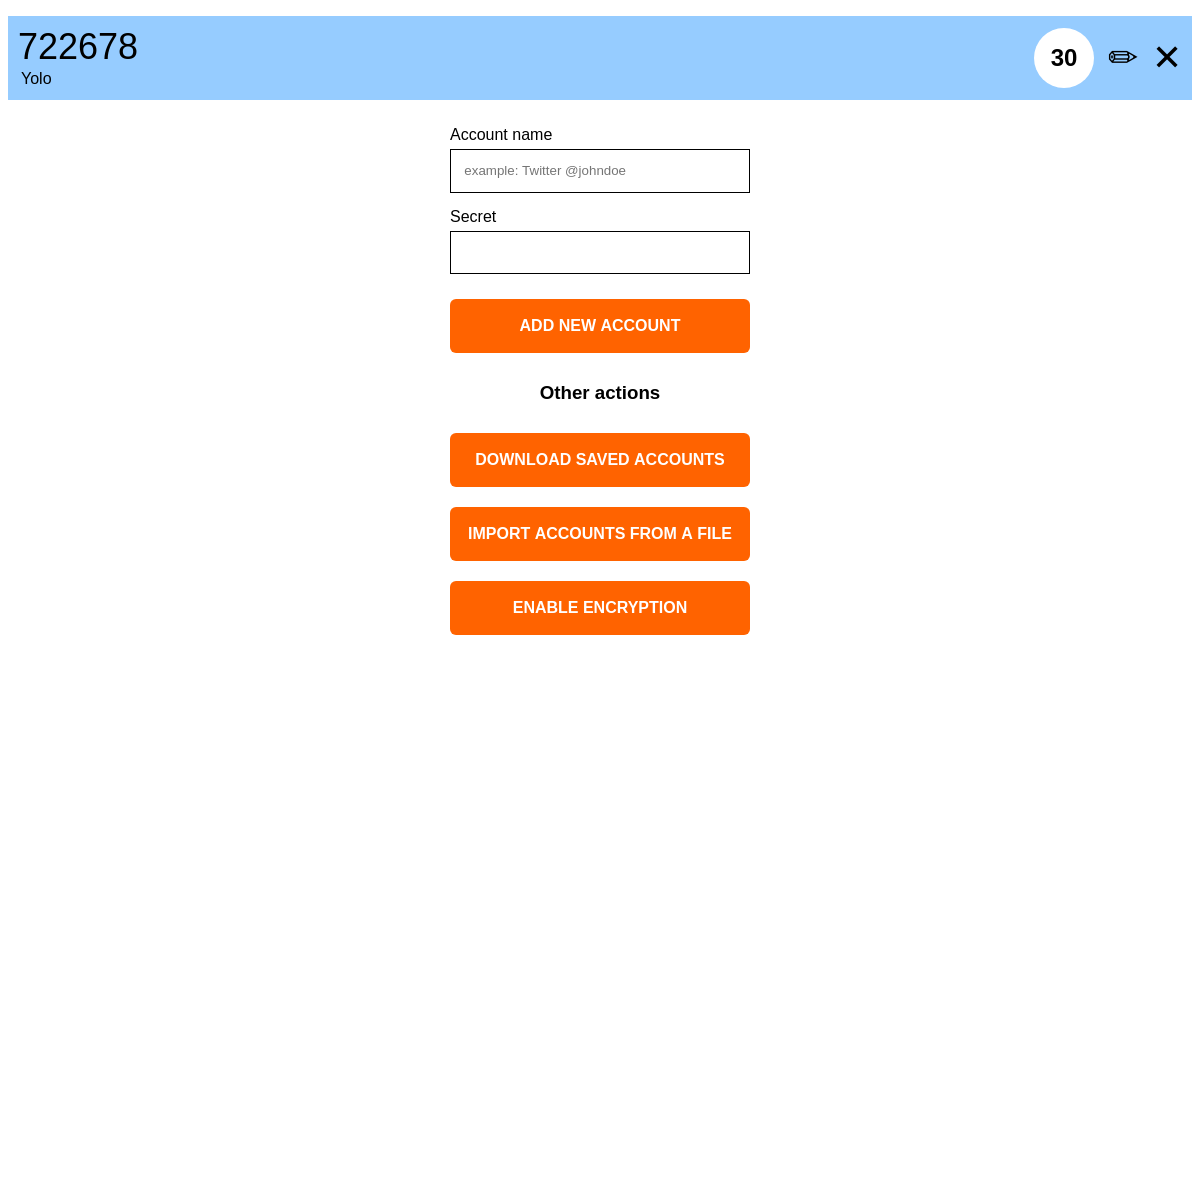 722678
Yolo
30
Account name
example: Twitter @johndoe
Secret
ADD NEW ACCOUNT
Other actions
DOWNLOAD SAVED ACCOUNTS
IMPORT ACCOUNTS FROM A FILE
ENABLE ENCRYPTION